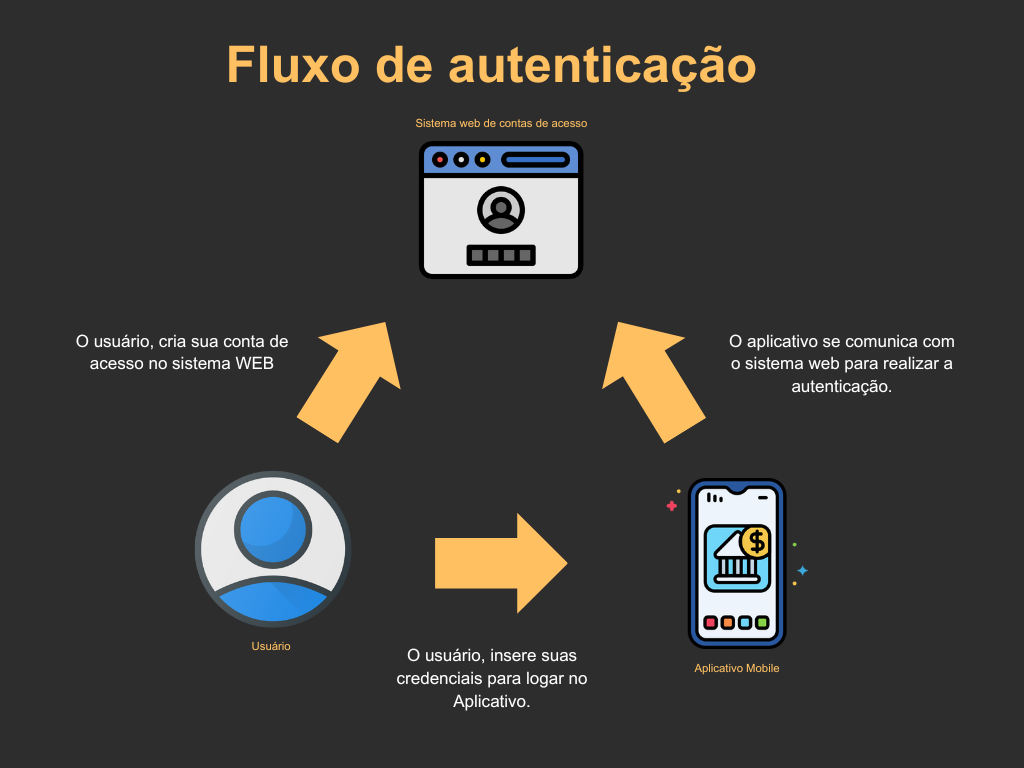 Fluxo de autenticação
Sistema web de contas de acesso
O usuário, cria sua conta de
acesso no sistema WEB
O aplicativo se comunica com
o sistema web para realizar a
autenticação.
$
Usuário
O usuário, insere suas
credenciais para logar no
Aplicativo.
Aplicativo Mobile